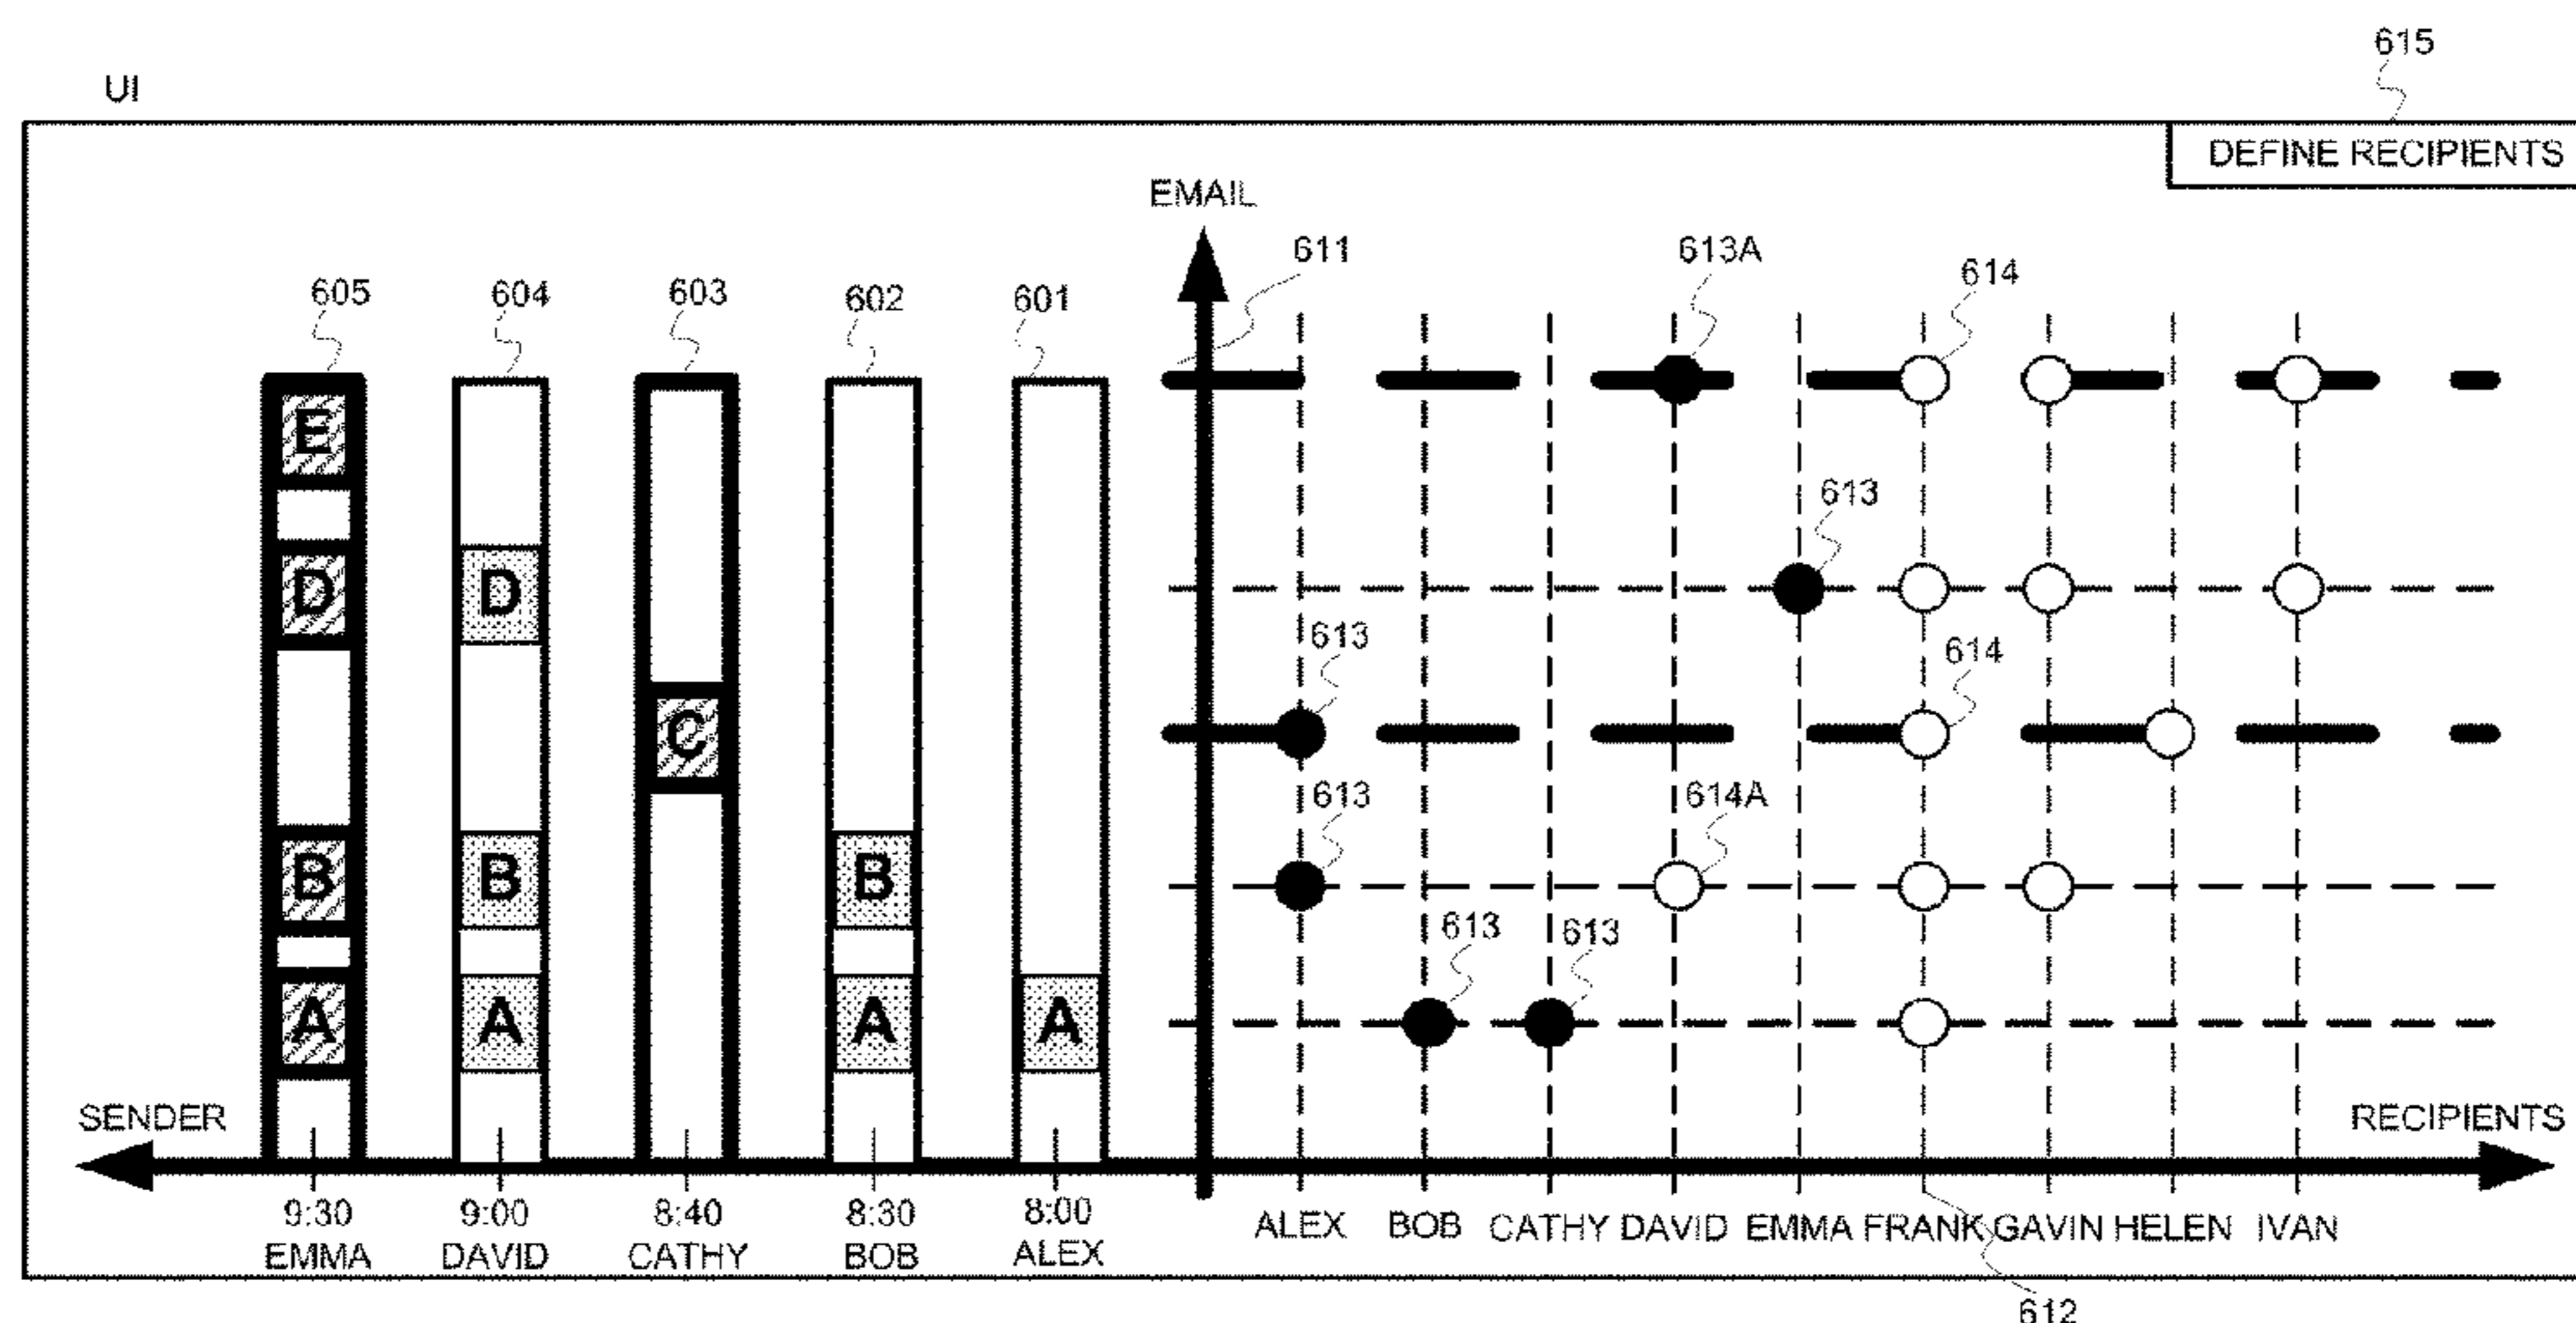 615
UI
DEFINE RECIPIENTS
EMAIL
611
613A
614
605
604
603
602
601
E
613
D
D
613
614
C
613
614A
B
B
B
613
613
A
A
A
A
SENDER
RECIPIENTS
9:30
9:00
8:40
8:30
8:00
EMMA
DAVID
CATHY
BOB
ALEX
ALEX
BOB
CATHY
DAVID
EMMA
FRANK
GAVIN
HELEN
IVAN
612